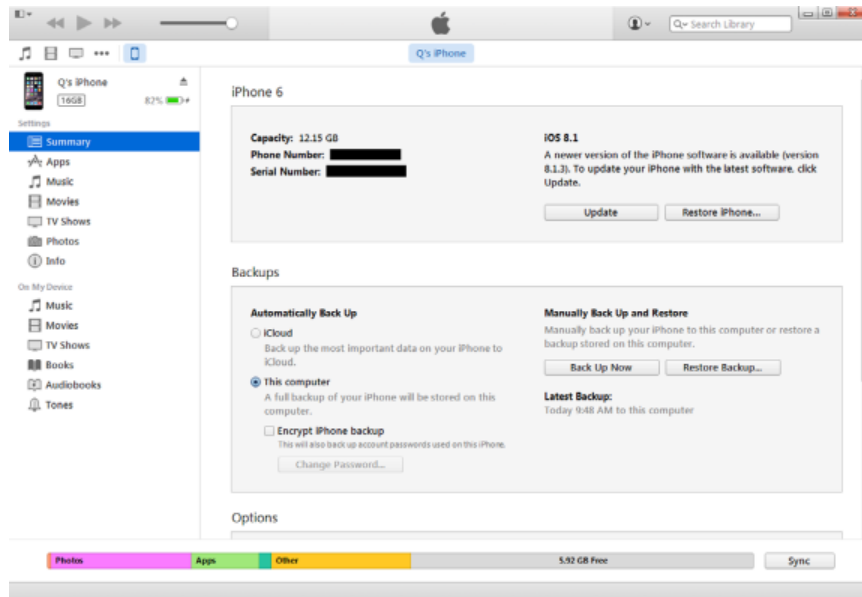 Search Library
Q's iPhone
Q's iPhone
16GB
82%
Settings
Summary
Apps
Music
Movies
TV Shows
Photos
Info
On My Device
Music
Movies
TV Shows
Books
Audiobooks
Tones
iPhone 6
Capacity: 12.15 GB
Phone Number:
Serial Number:
iOS 8.1
A newer version of the iPhone software is available (version
8.1.3). To update your iPhone with the latest software, click
Update.
Update
Restore iPhone...
Backups
Automatically Back Up
iCloud
Back up the most important data on your iPhone to
iCloud.
This computer
A full backup of your iPhone will be stored on this
computer.
Encrypt iPhone backup
This will also back up account passwords used on this iPhone.
Change Password...
Manually Back Up and Restore
Manually back up your iPhone to this computer or restore a
backup stored on this computer.
Back Up Now
Restore Backup...
Latest Backup:
Today 9:48 AM to this computer
Options
Photos
Apps
Other
5.92 GB Free
Sync